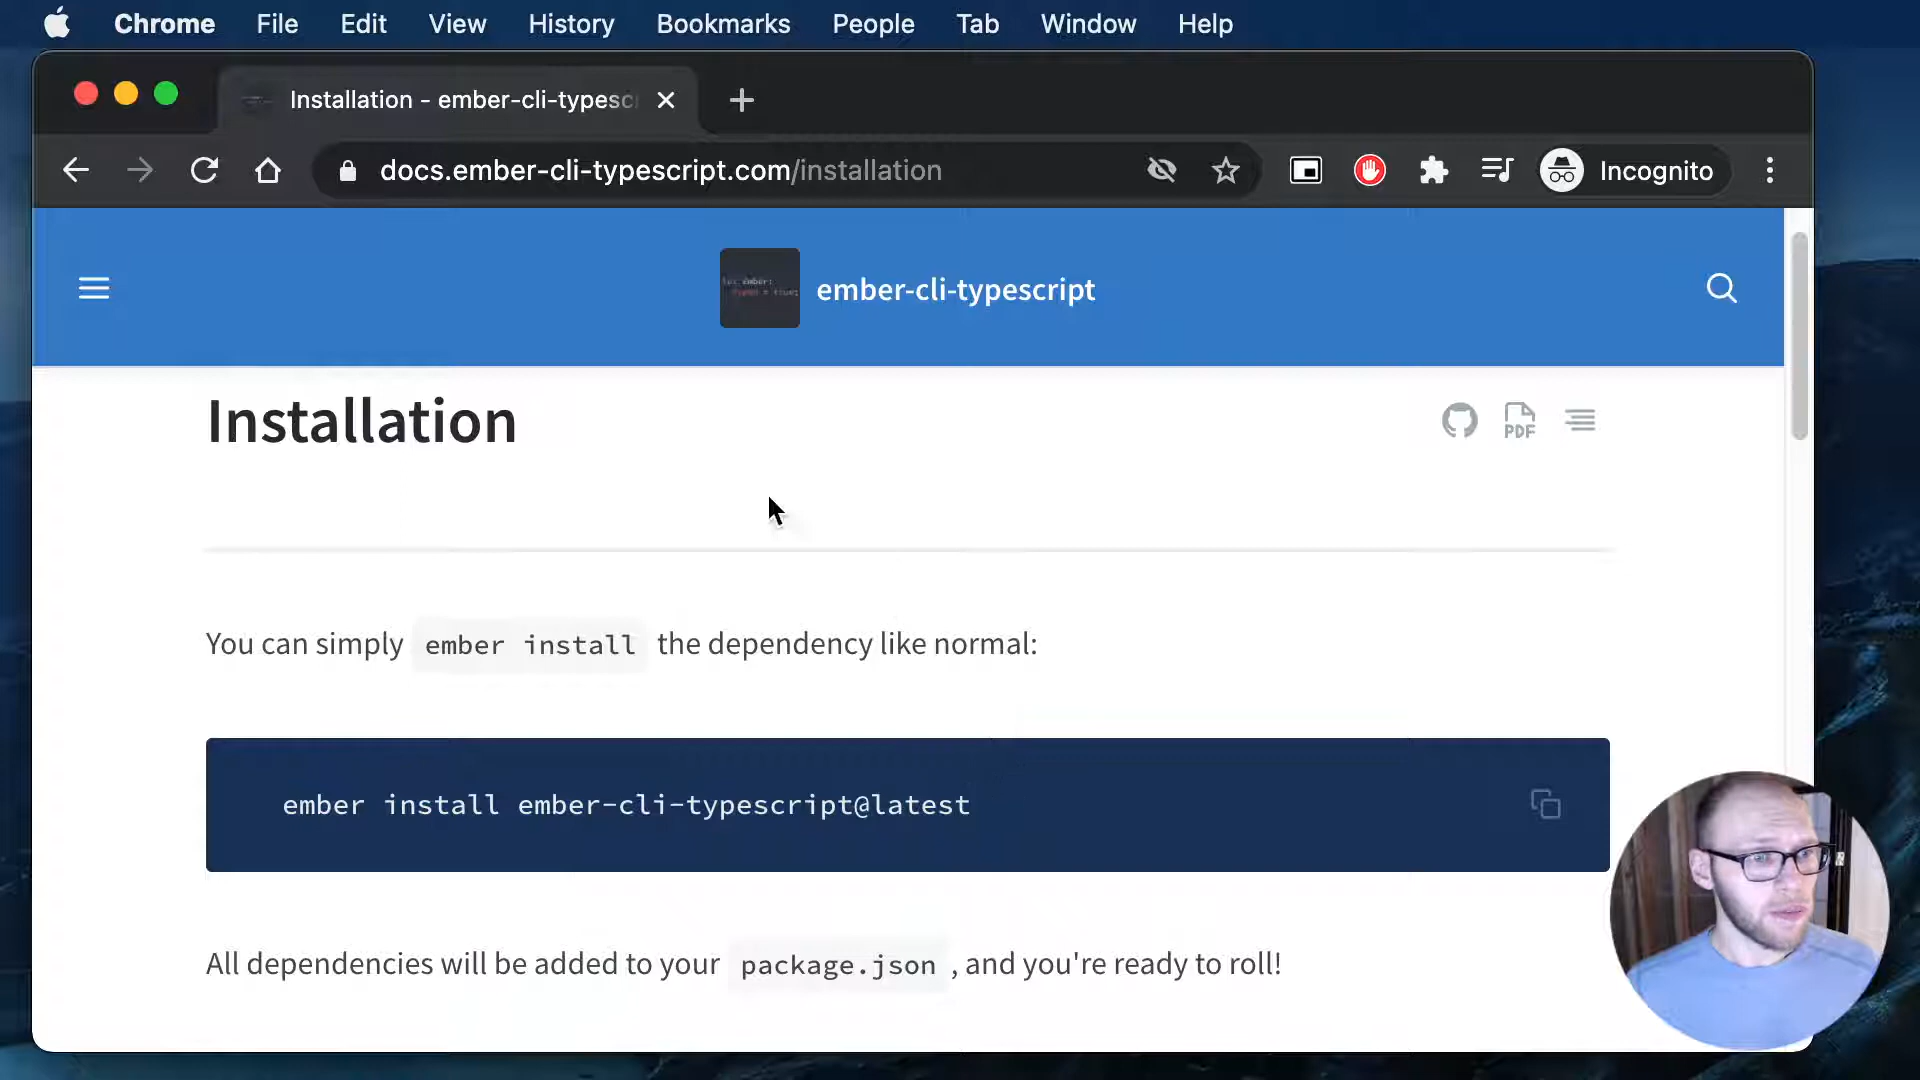 Chrome File Edit View History Bookmarks People Tab Window Help
Installation - ember-cli-typesc
docs.ember-cli-typescript.com/installation
Incognito
ember-cli-typescript
Installation
PDF
You can simply ember install the dependency like normal:
ember install ember-cli-typescript@latest
All dependencies will be added to your package.json , and you're ready to roll!